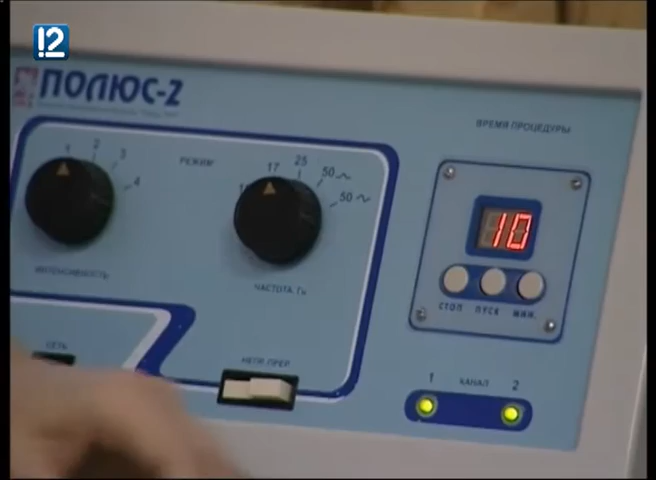 12
ПОЛЮС-2
ВРЕМЯ ПРОЦЕДУРЫ
1 2 3 4
РЕЖИМ
17 25 50 50
10
ИНТЕНСИВНОСТЬ
ЧАСТОТА, Гц
СТОП ПУСК МИН.
СЕТЬ
НЕПР. ПРЕР.
1 КАНАЛ 2